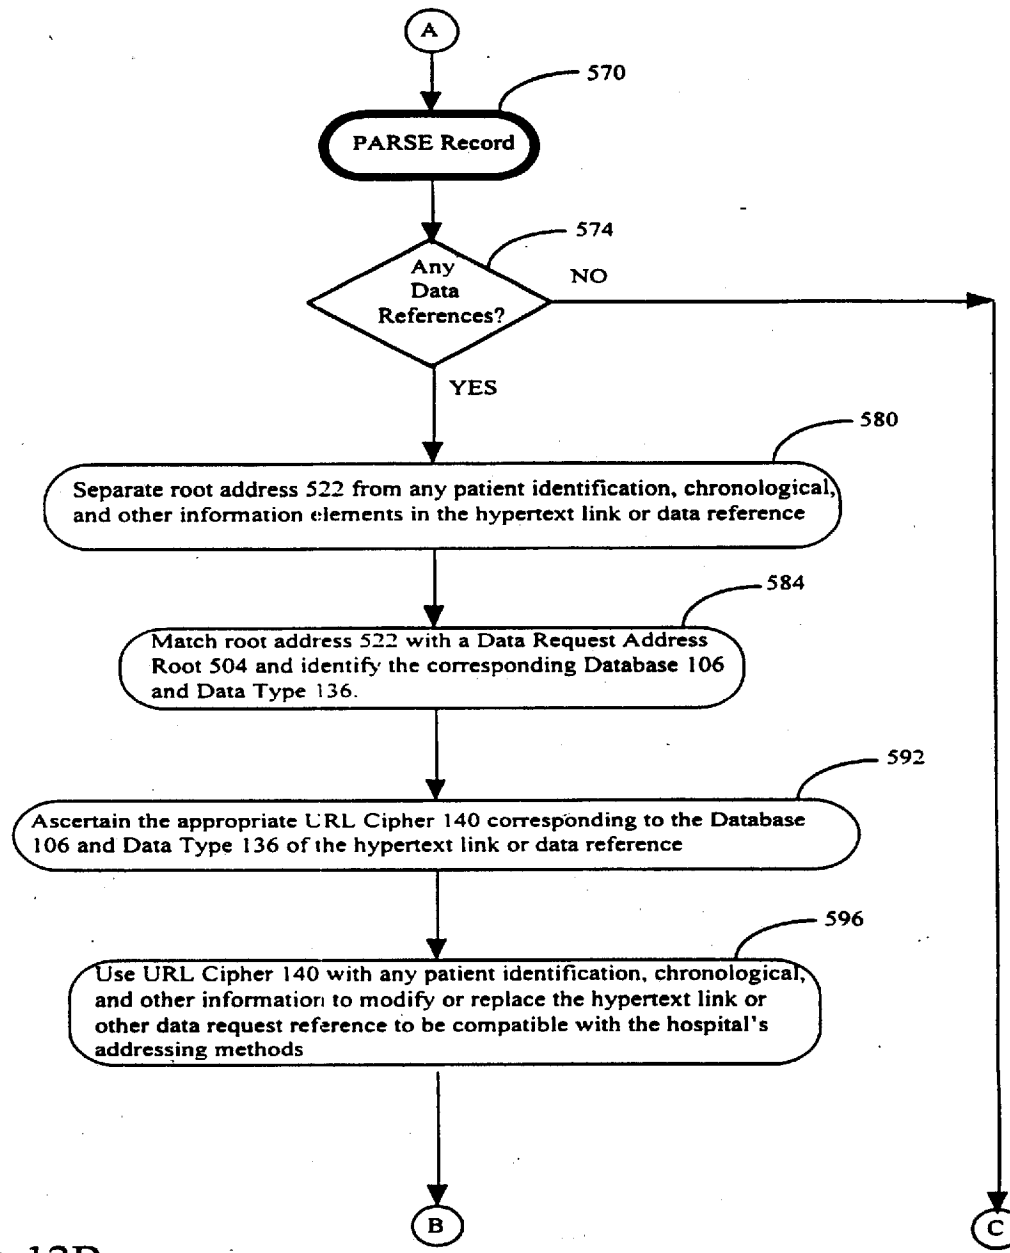 A
570
PARSE Record
574
Any
Data
References?
NO
YES
580
Separate root address 522 from any patient identification, chronological,
and other information elements in the hypertext link or data reference
584
Match root address 522 with a Data Request Address
Root 504 and identify the corresponding Database 106
and Data Type 136.
592
Ascertain the appropriate URL Cipher 140 corresponding to the Database
106 and Data Type 136 of the hypertext link or data reference
596
Use URL Cipher 140 with any patient identification, chronological,
and other information to modify or replace the hypertext link or
other data request reference to be compatible with the hospital's
addressing methods
B
C